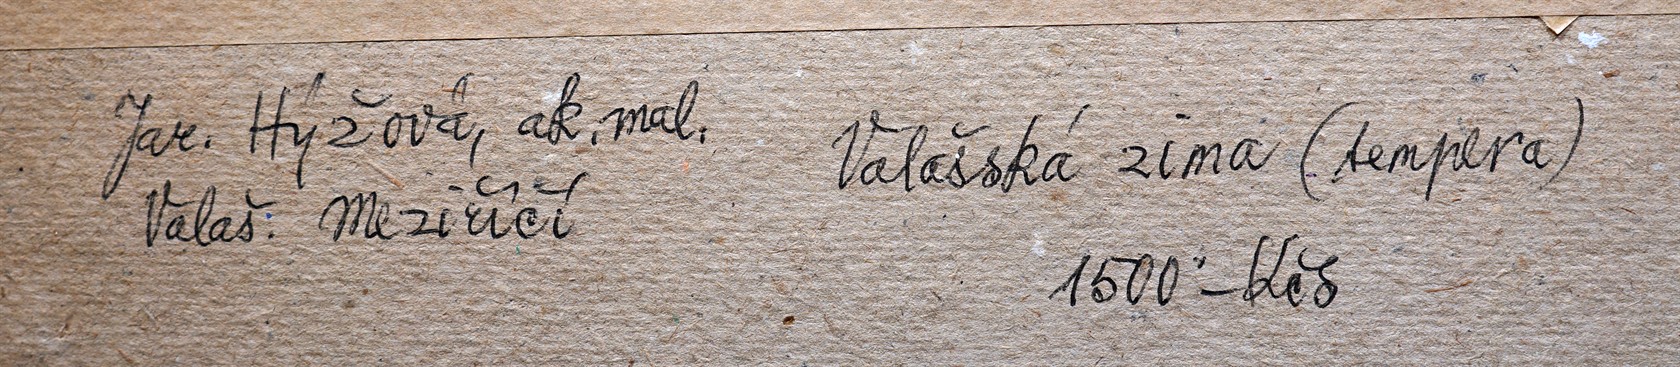 Jar. Hýžová, ak. mal.
Valaš. Meziříčí
Valašská zima (tempera)
1500.- Kčs